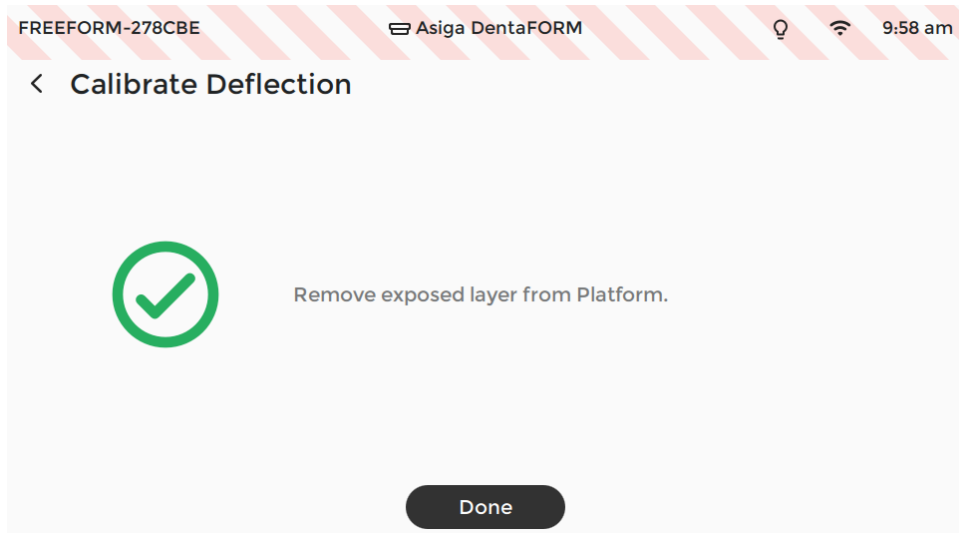 FREEFORM-278CBE Asiga DentaFORM 9:58 am
Calibrate Deflection
Remove exposed layer from Platform.
Done